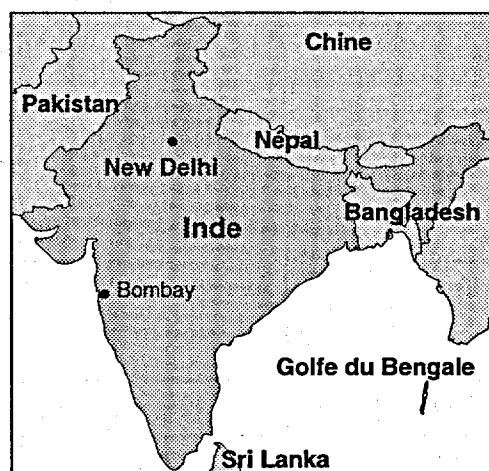 Chine
Pakistan
Népal
New Delhi
Bangladesh
Inde
Bombay
Golfe du Bengale
Sri Lanka